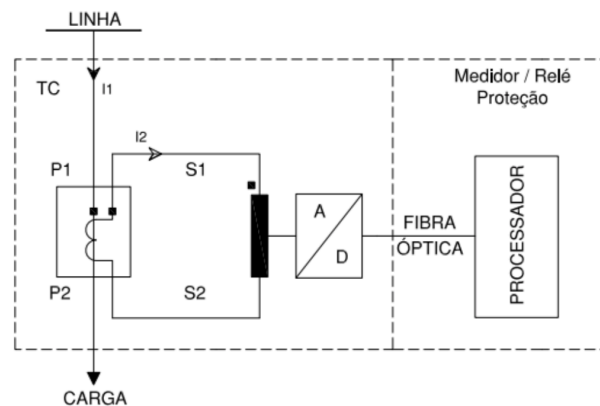 LINHA
TC
I1
Medidor / Relé
Proteção
I2
P1
S1
A
D
FIBRA
ÓPTICA
PROCESSADOR
P2
S2
CARGA